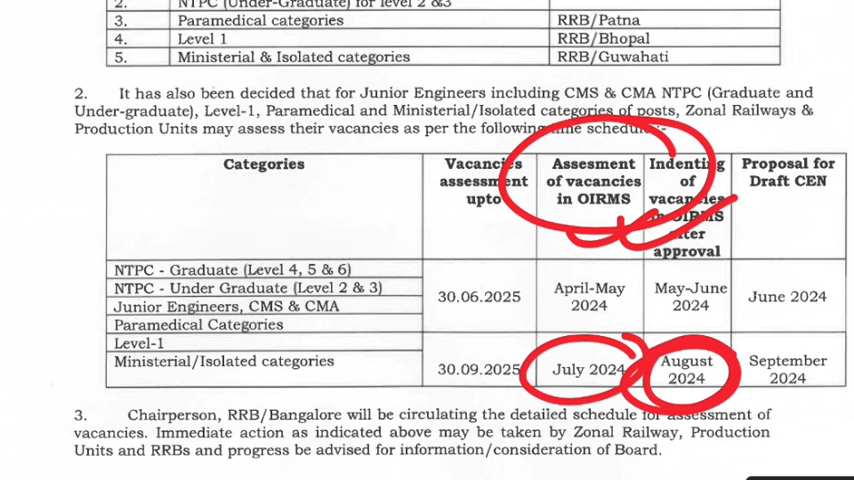 2. NTPC (Under-Graduate) for level 2 &3
3. Paramedical categories RRB/Patna
4. Level 1 RRB/Bhopal
5. Ministerial & Isolated categories RRB/Guwahati
2. It has also been decided that for Junior Engineers including CMS & CMA NTPC (Graduate and
Under-graduate), Level-1, Paramedical and Ministerial/Isolated categories of posts, Zonal Railways &
Production Units may assess their vacancies as per the following time schedule:-
Categories
Vacancies
assessment
upto
Assesment
of vacancies
in OIRMS
Indenting
of
vacancies
in OIRMS
after
approval
Proposal for
Draft CEN
NTPC - Graduate (Level 4, 5 & 6)
NTPC - Under Graduate (Level 2 & 3)
Junior Engineers, CMS & CMA
Paramedical Categories
30.06.2025
April-May
2024
May-June
2024
June 2024
Level-1
Ministerial/Isolated categories
30.09.2025
July 2024
August
2024
September
2024
3. Chairperson, RRB/Bangalore will be circulating the detailed schedule for assessment of
vacancies. Immediate action as indicated above may be taken by Zonal Railway, Production
Units and RRBs and progress be advised for information/consideration of Board.